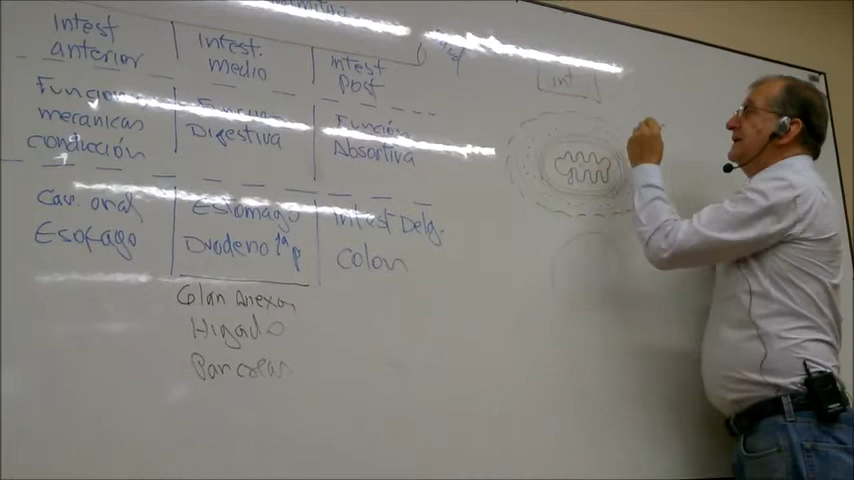 Intest anterior
Intest. Medio
Intest Post
int
Funciones mecanicas conducción
Función Digestiva
Función Absortiva
Cav. oral
Esofago
Estomago
Duodeno 1ª p
Intest Delg.
Colon
Glan anexas
Higado
Pancreas